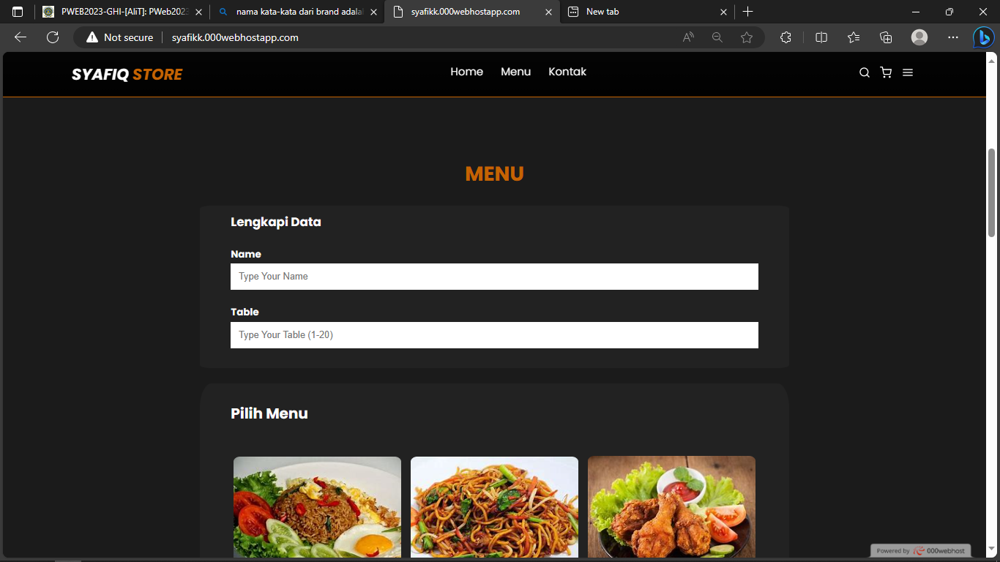 PWEB2023-GHI-[AliT]: PWeb2023
nama kata-kata dari brand adala
syafikk.000webhostapp.com
New tab
Not secure
syafikk.000webhostapp.com
SYAFIQ STORE
Home
Menu
Kontak
MENU
Lengkapi Data
Name
Type Your Name
Table
Type Your Table (1-20)
Pilih Menu
Powered by 000webhost